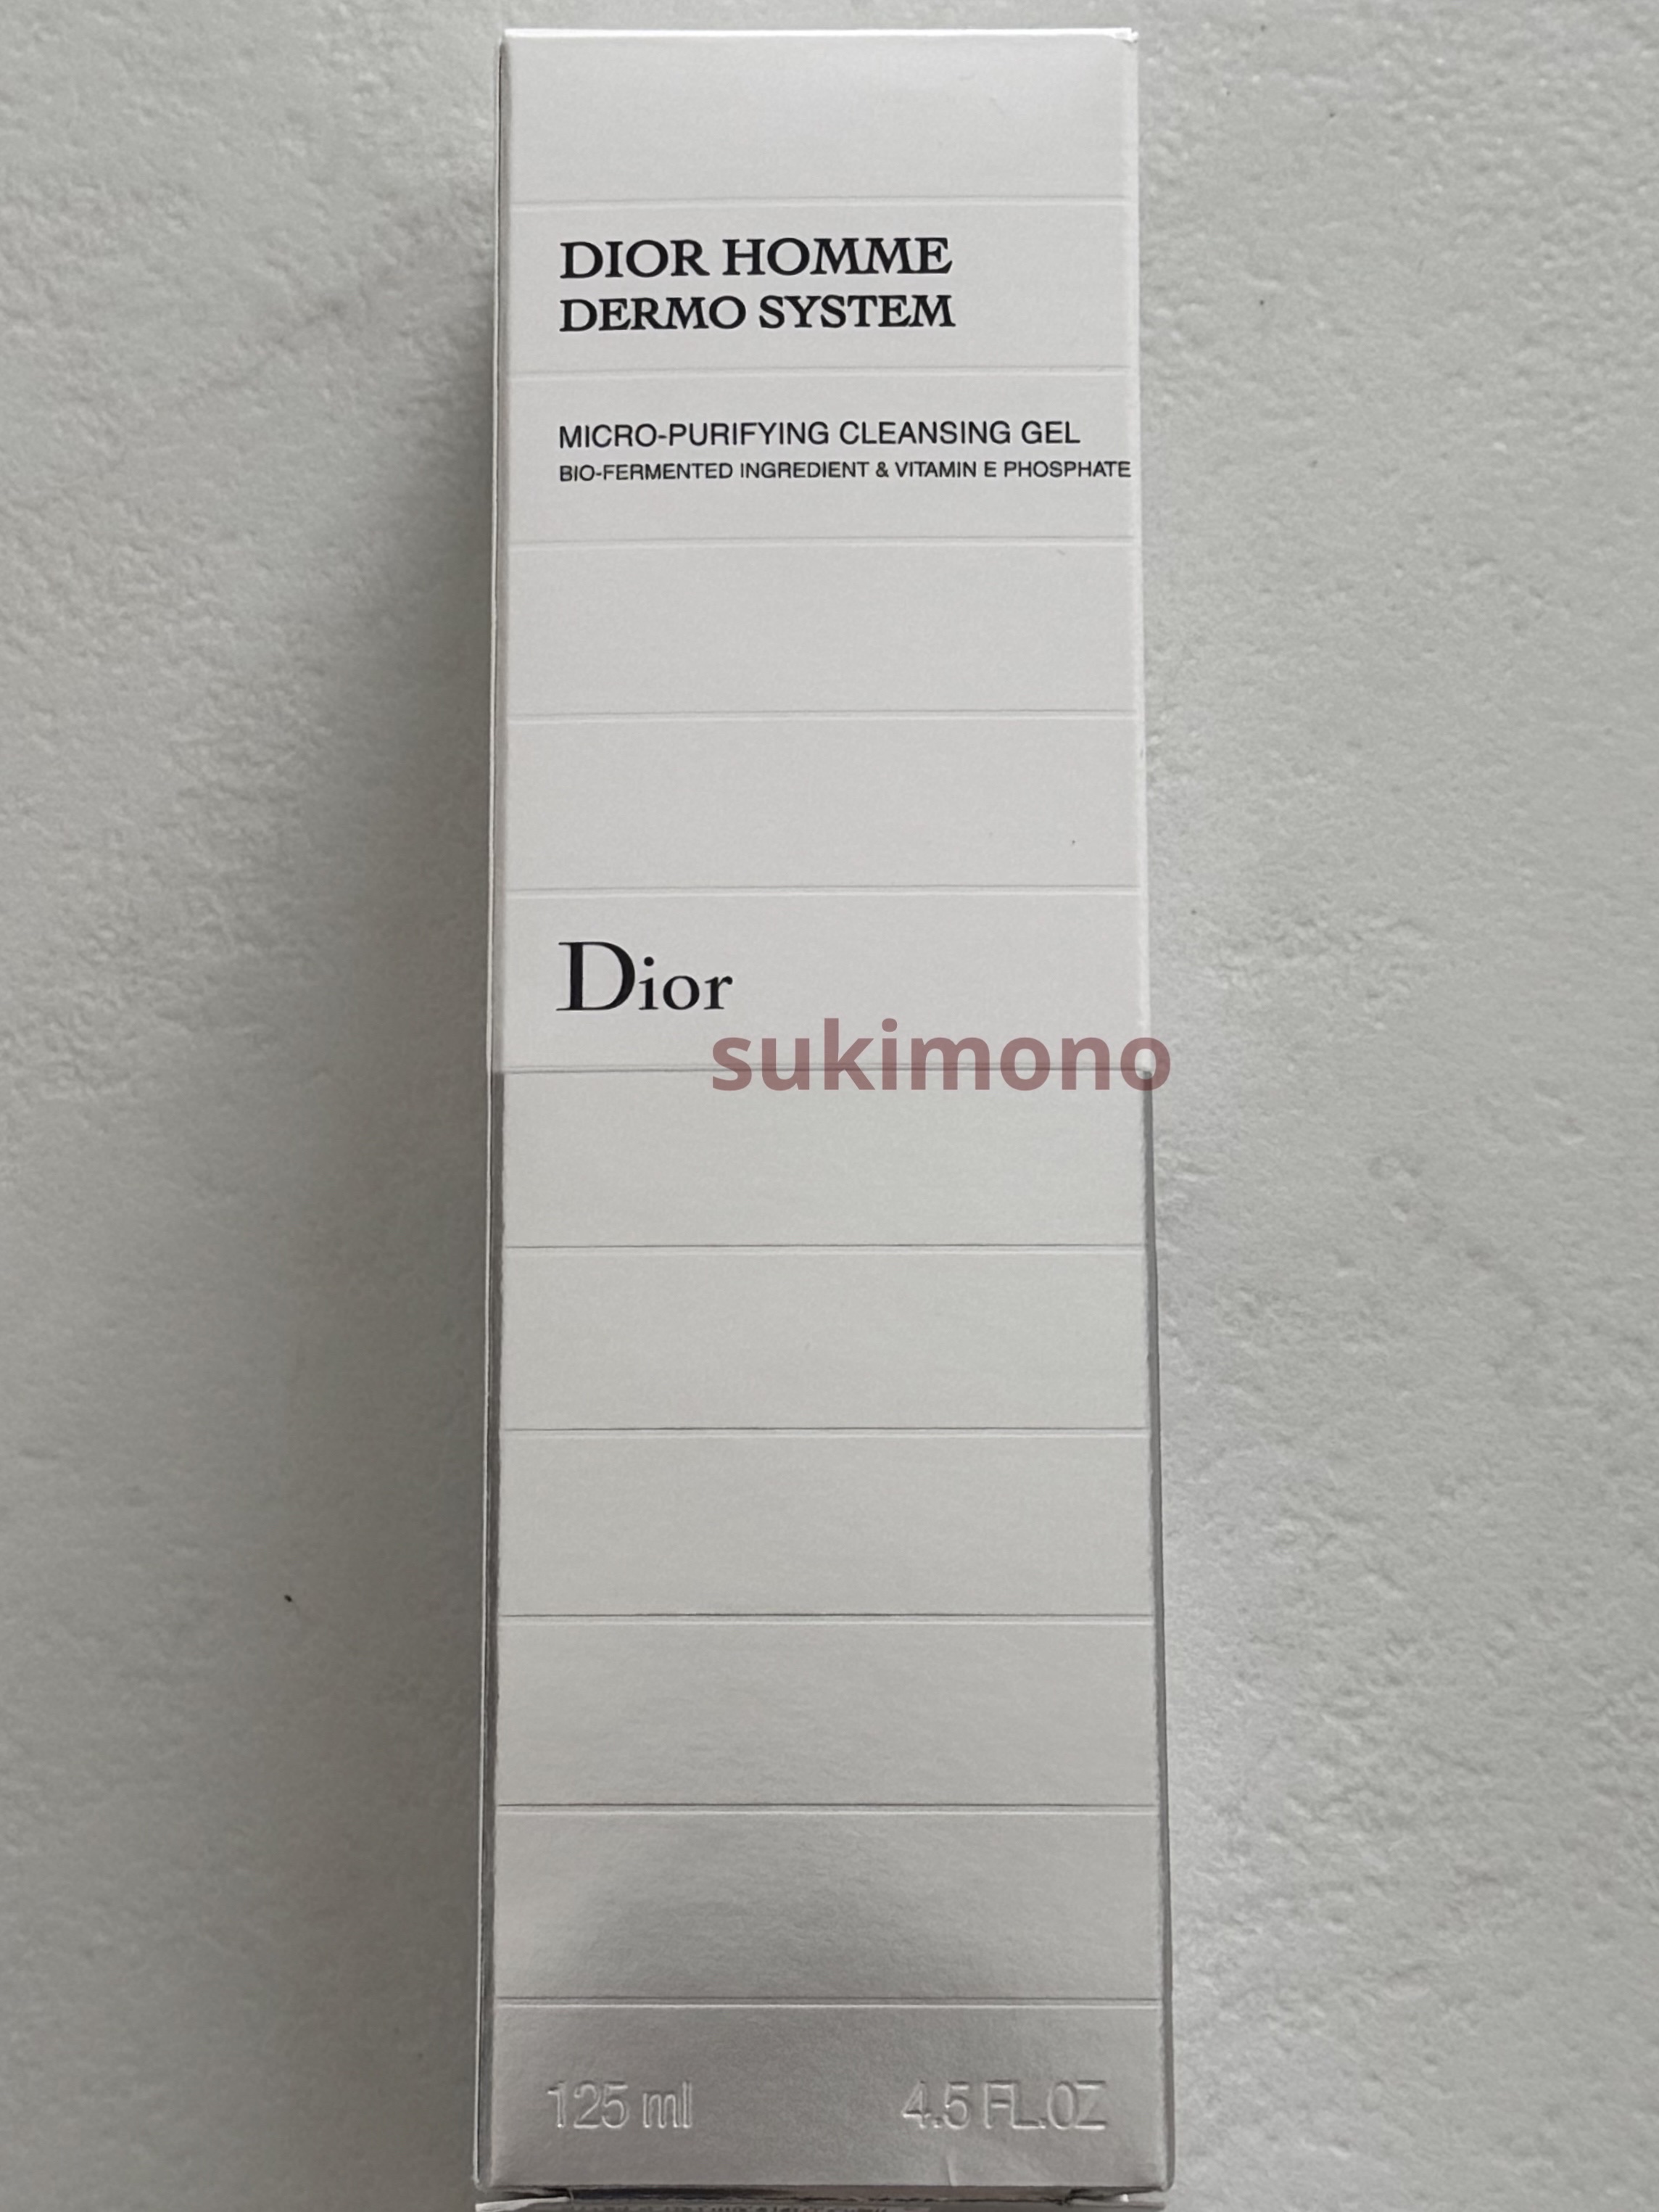 DIOR HOMME
DERMO SYSTEM
MICRO-PURIFYING CLEANSING GEL
BIO-FERMENTED INGREDIENT & VITAMIN E PHOSPHATE
Dior
sukimono
125 ml 4.5 FL.OZ